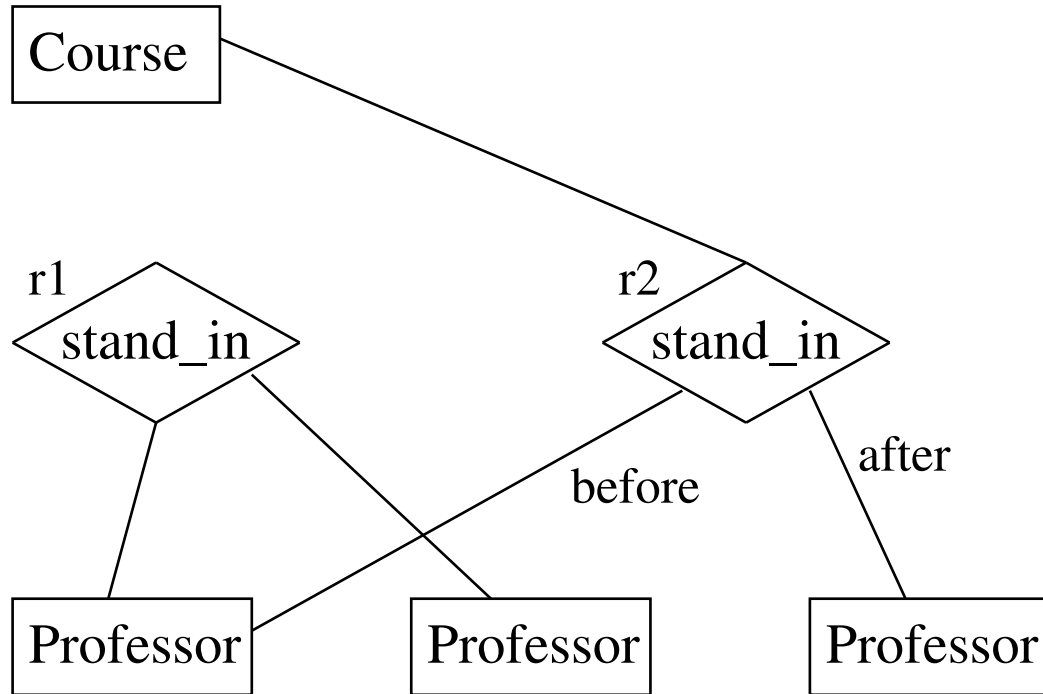 Course
r1
r2
stand_in
stand_in
after
before
Professor
Professor
Professor